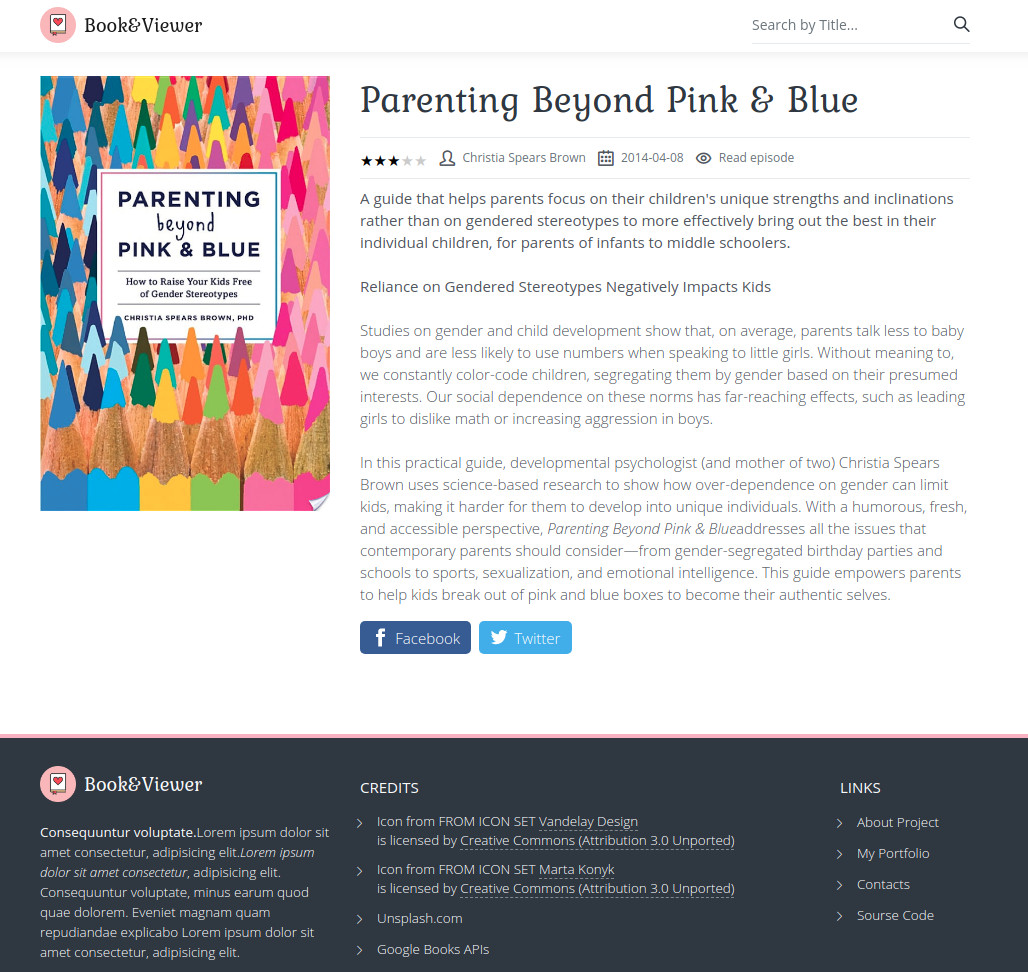 Book&Viewer
Search by Title...
PARENTING
beyond
PINK & BLUE
How to Raise Your Kids Free
of Gender Stereotypes
CHRISTIA SPEARS BROWN, PHD
Parenting Beyond Pink & Blue
Christia Spears Brown 2014-04-08 Read episode
A guide that helps parents focus on their children's unique strengths and inclinations
rather than on gendered stereotypes to more effectively bring out the best in their
individual children, for parents of infants to middle schoolers.
Reliance on Gendered Stereotypes Negatively Impacts Kids
Studies on gender and child development show that, on average, parents talk less to baby
boys and are less likely to use numbers when speaking to little girls. Without meaning to,
we constantly color-code children, segregating them by gender based on their presumed
interests. Our social dependence on these norms has far-reaching effects, such as leading
girls to dislike math or increasing aggression in boys.
In this practical guide, developmental psychologist (and mother of two) Christia Spears
Brown uses science-based research to show how over-dependence on gender can limit
kids, making it harder for them to develop into unique individuals. With a humorous, fresh,
and accessible perspective, Parenting Beyond Pink & Blueaddresses all the issues that
contemporary parents should consider—from gender-segregated birthday parties and
schools to sports, sexualization, and emotional intelligence. This guide empowers parents
to help kids break out of pink and blue boxes to become their authentic selves.
Facebook Twitter
Book&Viewer
Consequuntur voluptate.Lorem ipsum dolor sit
amet consectetur, adipisicing elit.Lorem ipsum
dolor sit amet consectetur, adipisicing elit.
Consequuntur voluptate, minus earum quod
quae dolorem. Eveniet magnam quam
repudiandae explicabo Lorem ipsum dolor sit
amet consectetur, adipisicing elit.
CREDITS
Icon from FROM ICON SET Vandelay Design
is licensed by Creative Commons (Attribution 3.0 Unported)
Icon from FROM ICON SET Marta Konyk
is licensed by Creative Commons (Attribution 3.0 Unported)
Unsplash.com
Google Books APIs
LINKS
About Project
My Portfolio
Contacts
Sourse Code